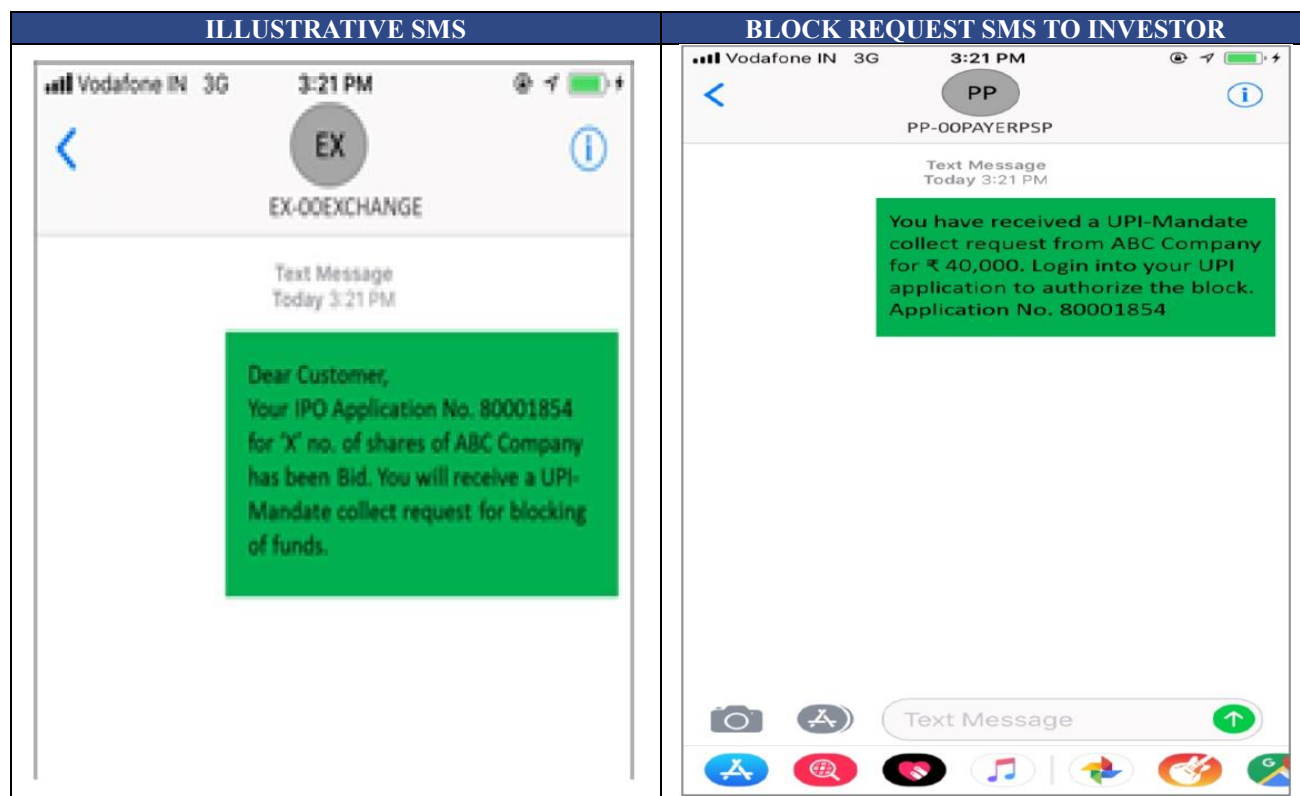 ILLUSTRATIVE SMS
Vodafone IN 3G 3:21 PM
EX
EX-00EXCHANGE
Text Message
Today 3:21 PM
Dear Customer,
Your IPO Application No. 80001854
for 'X' no. of shares of ABC Company
has been Bid. You will receive a UPI-
Mandate collect request for blocking
of funds.
BLOCK REQUEST SMS TO INVESTOR
Vodafone IN 3G 3:21 PM
PP
PP-00PAYERPSP
Text Message
Today 3:21 PM
You have received a UPI-Mandate
collect request from ABC Company
for ₹ 40,000. Login into your UPI
application to authorize the block.
Application No. 80001854
Text Message
G